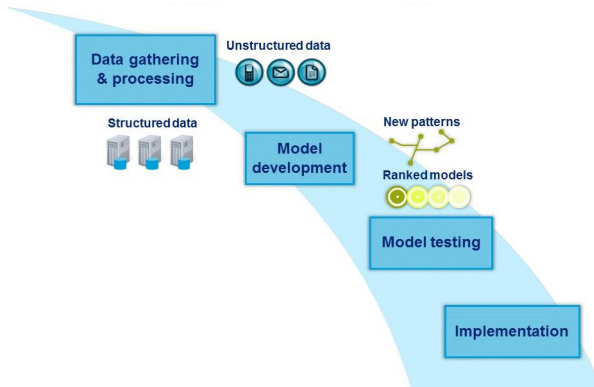 Data gathering
& processing
Unstructured data
Structured data
Model
development
New patterns
Ranked models
Model testing
Implementation